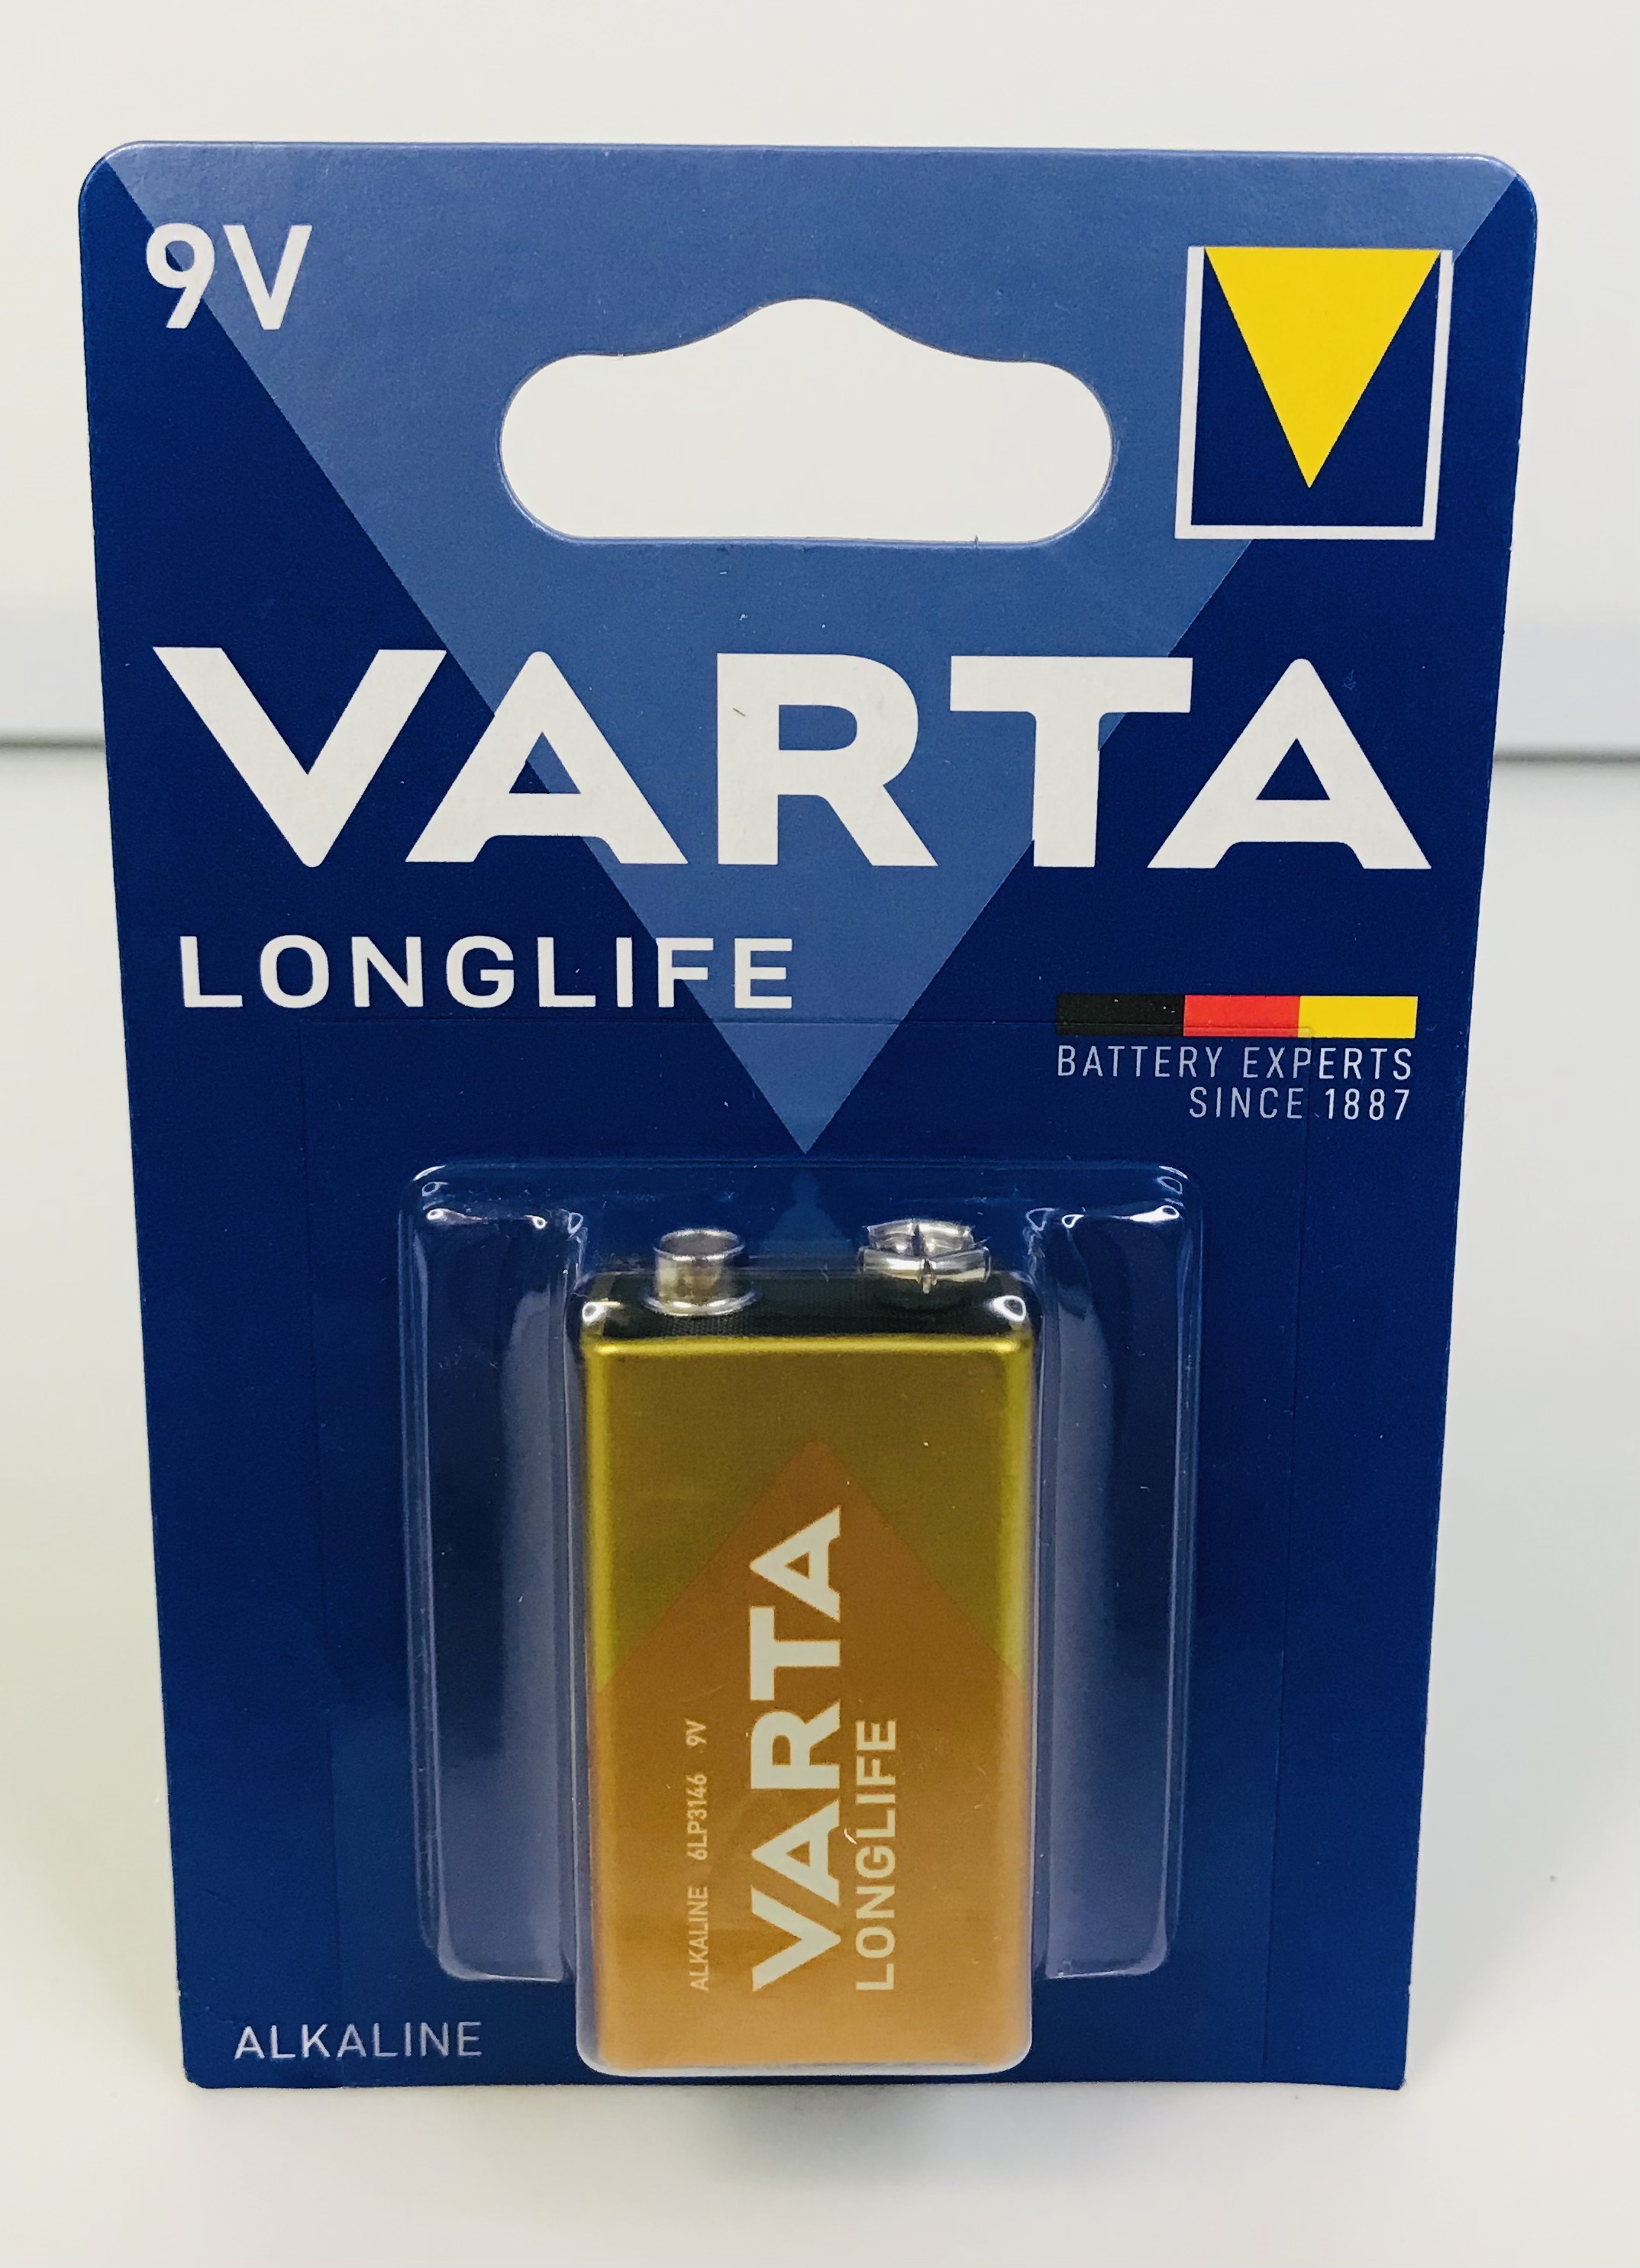 9V
VARTA
LONGLIFE
BATTERY EXPERTS
SINCE 1887
ALKALINE 6LP3146 9V
VARTA
LONGLIFE
ALKALINE